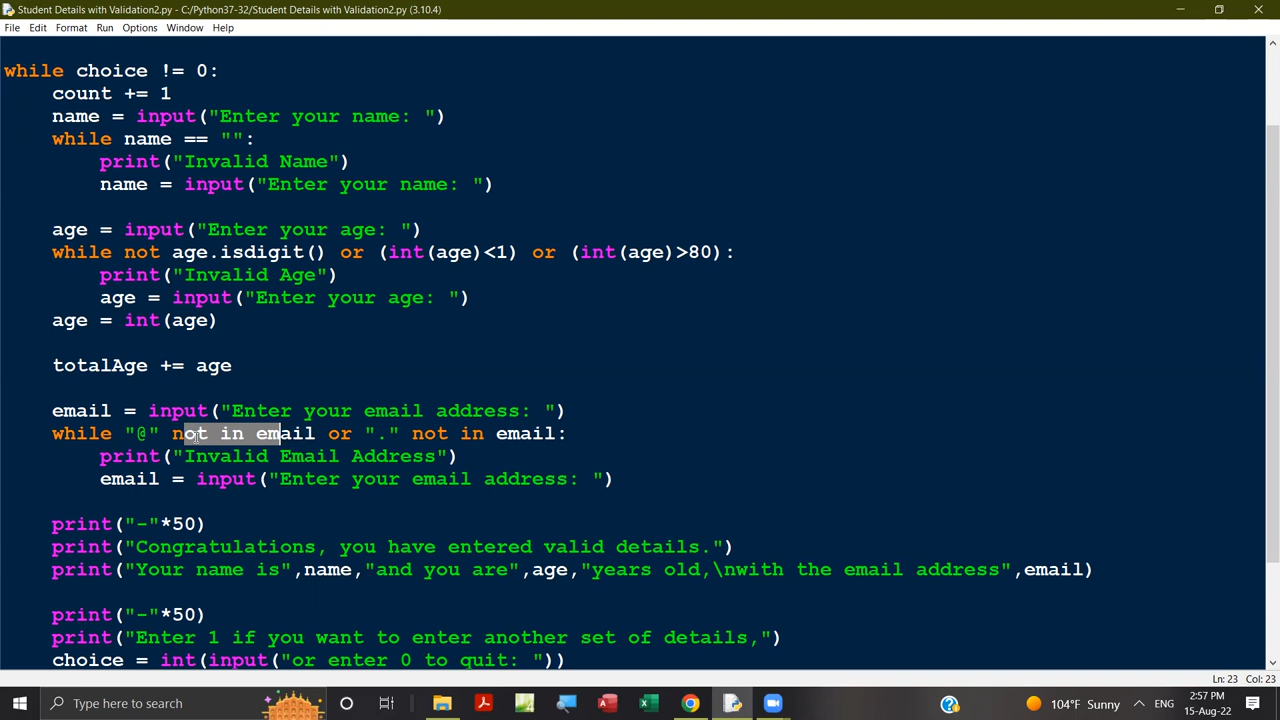 Student Details with Validation2.py - C:/Python37-32/Student Details with Validation2.py (3.10.4)
File Edit Format Run Options Window Help
while choice != 0:
    count += 1
    name = input("Enter your name: ")
    while name == "":
        print("Invalid Name")
        name = input("Enter your name: ")
    age = input("Enter your age: ")
    while not age.isdigit() or (int(age)<1) or (int(age)>80):
        print("Invalid Age")
        age = input("Enter your age: ")
    age = int(age)
    totalAge += age
    email = input("Enter your email address: ")
    while "@" not in email or "." not in email:
        print("Invalid Email Address")
        email = input("Enter your email address: ")
    print("-"*50)
    print("Congratulations, you have entered valid details.")
    print("Your name is",name,"and you are",age,"years old,\nwith the email address",email)
    print("-"*50)
    print("Enter 1 if you want to enter another set of details,")
    choice = int(input("or enter 0 to quit: "))
Ln: 23 Col: 23
Type here to search
104°F Sunny
ENG
2:57 PM
15-Aug-22